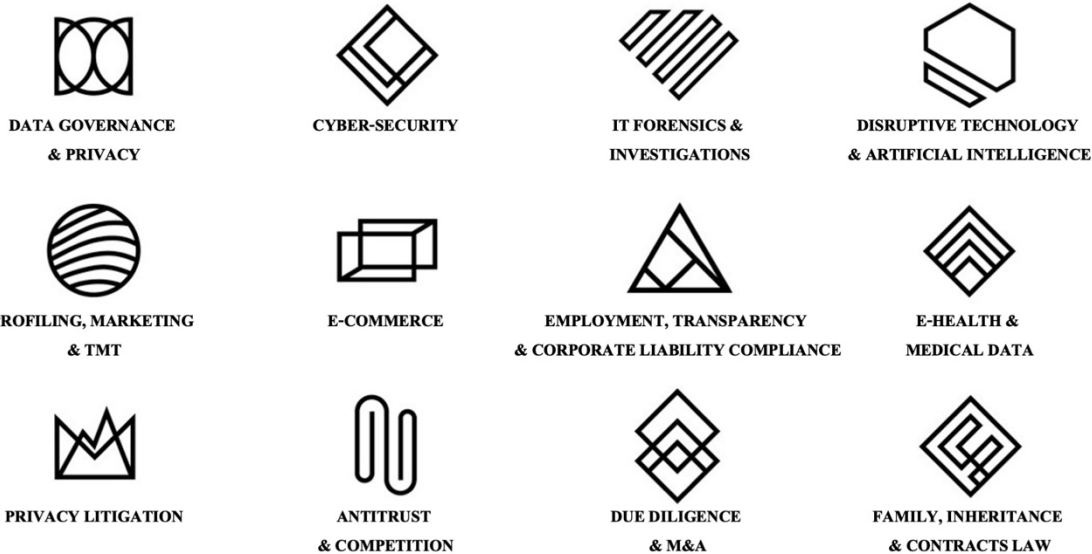 DATA GOVERNANCE
& PRIVACY
CYBER-SECURITY
IT FORENSICS &
INVESTIGATIONS
DISRUPTIVE TECHNOLOGY
& ARTIFICIAL INTELLIGENCE
ROFILING, MARKETING
& TMT
E-COMMERCE
EMPLOYMENT, TRANSPARENCY
& CORPORATE LIABILITY COMPLIANCE
E-HEALTH &
MEDICAL DATA
PRIVACY LITIGATION
ANTITRUST
& COMPETITION
DUE DILIGENCE
& M&A
FAMILY, INHERITANCE
& CONTRACTS LAW